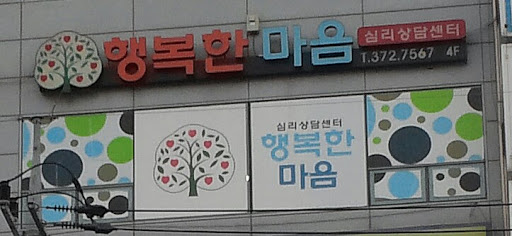 행복한 마음 심리상담센터
T.372.7567 4F
심리상담센터
행복한
마음